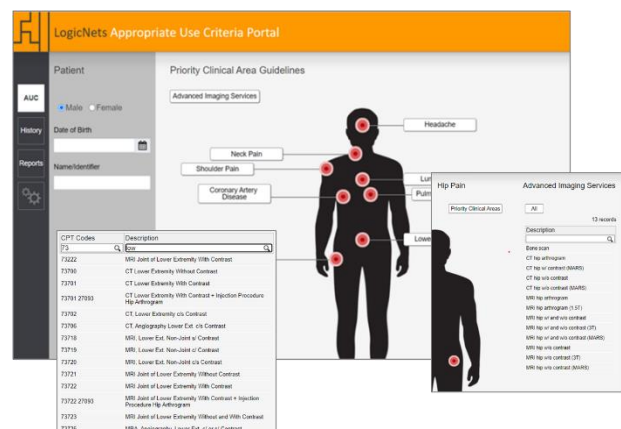 LogicNets Appropriate Use Criteria Portal
AUC
History
Reports
Patient
Male Female
Date of Birth
Name/Identifier
Priority Clinical Area Guidelines
Advanced Imaging Services
Headache
Neck Pain
Shoulder Pain
Coronary Artery
Disease
Lu
Pulm
Lowe
CPT Codes Description
73 low
73222 MRI Joint of Lower Extremity With Contrast
73700 CT Lower Extremity Without Contrast
73701 CT Lower Extremity With Contrast
73701 27093 CT Lower Extremity With Contrast + Injection Procedure
Hip Arthrogram
73702 CT, Lower Extremity c/s Contrast
73706 CT, Angiography Lower Ext. c/s Contrast
73718 MRI, Lower Ext. Non-Joint s/ Contrast
73719 MRI, Lower Ext. Non-Joint c/ Contrast
73720 MRI, Lower Ext. Non-Joint c/s Contrast
73721 MRI Joint of Lower Extremity Without Contrast
73722 MRI Joint of Lower Extremity With Contrast
73722 27093 MRI Joint of Lower Extremity With Contrast + Injection
Procedure Hip Arthrogram
73723 MRI Joint of Lower Extremity Without and With Contrast
73725 MRA, Angiography, Lower Ext. Contrast
Hip Pain Advanced Imaging Services
Priority Clinical Areas All
13 records
Description
Bone scan
CT hip arthrogram
CT hip w/ contrast (MARS)
CT hip w/o contrast
CT hip w/o contrast (MARS)
MRI hip arthrogram
MRI hip arthrogram (1.5T)
MRI hip w/ and w/o contrast
MRI hip w/ and w/o contrast (3T)
MRI hip w/ and w/o contrast (MARS)
MRI hip w/o contrast
MRI hip w/o contrast (3T)
MRI hip w/o contrast (MARS)